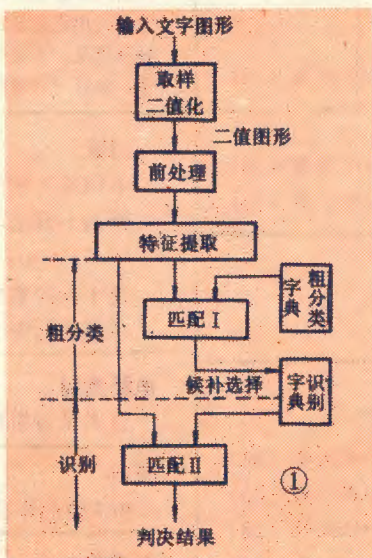 输入文字图形
取样
二值化
二值图形
前处理
特征提取
粗分类
字典
匹配 I
粗分类
候补选择
识别
字典
识别
匹配 II
①
判决结果